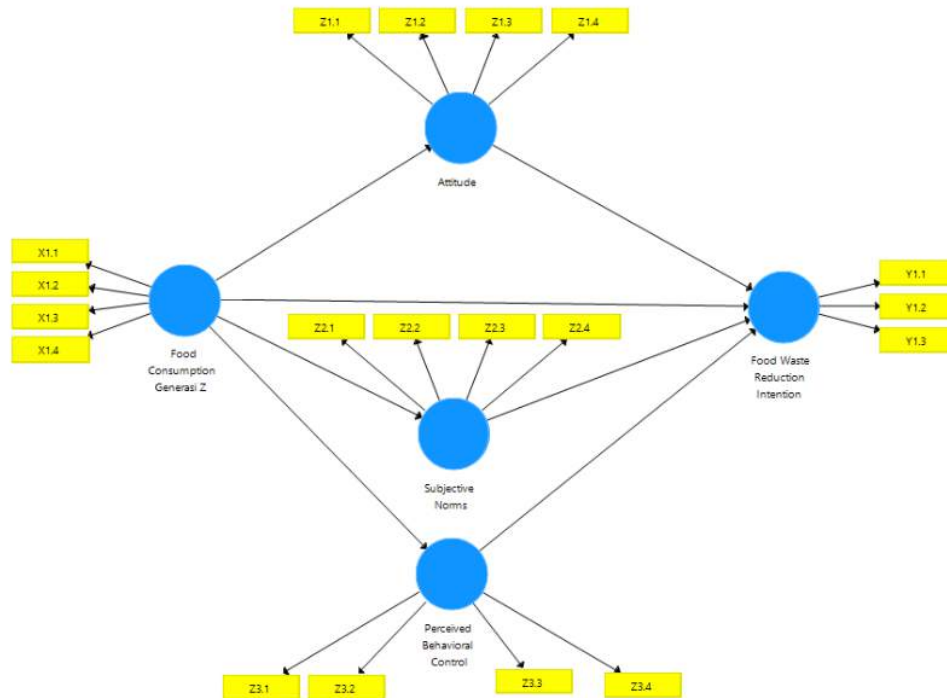 Z1.1
Z1.2
Z1.3
Z1.4
Attitude
X1.1
X1.2
X1.3
X1.4
Food
Consumption
Generasi Z
Z2.1
Z2.2
Z2.3
Z2.4
Subjective
Norms
Y1.1
Y1.2
Y1.3
Food Waste
Reduction
Intention
Perceived
Behavioral
Control
Z3.1
Z3.2
Z3.3
Z3.4